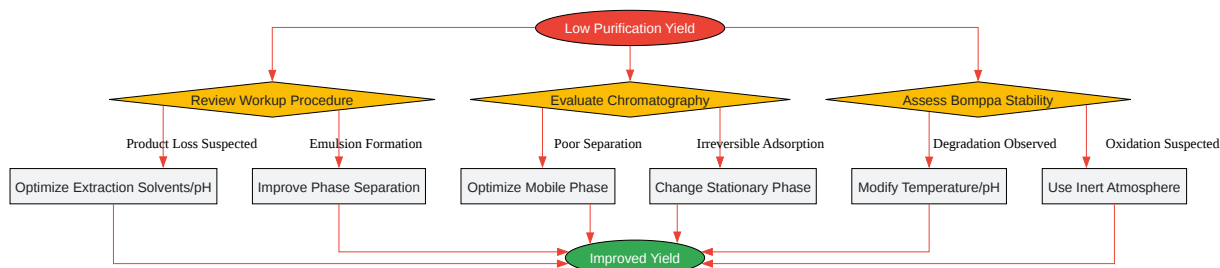 Low Purification Yield
Review Workup Procedure
Evaluate Chromatography
Assess Bomppa Stability
Product Loss Suspected
Emulsion Formation
Poor Separation
Irreversible Adsorption
Degradation Observed
Oxidation Suspected
Optimize Extraction Solvents/pH
Improve Phase Separation
Optimize Mobile Phase
Change Stationary Phase
Modify Temperature/pH
Use Inert Atmosphere
Improved Yield